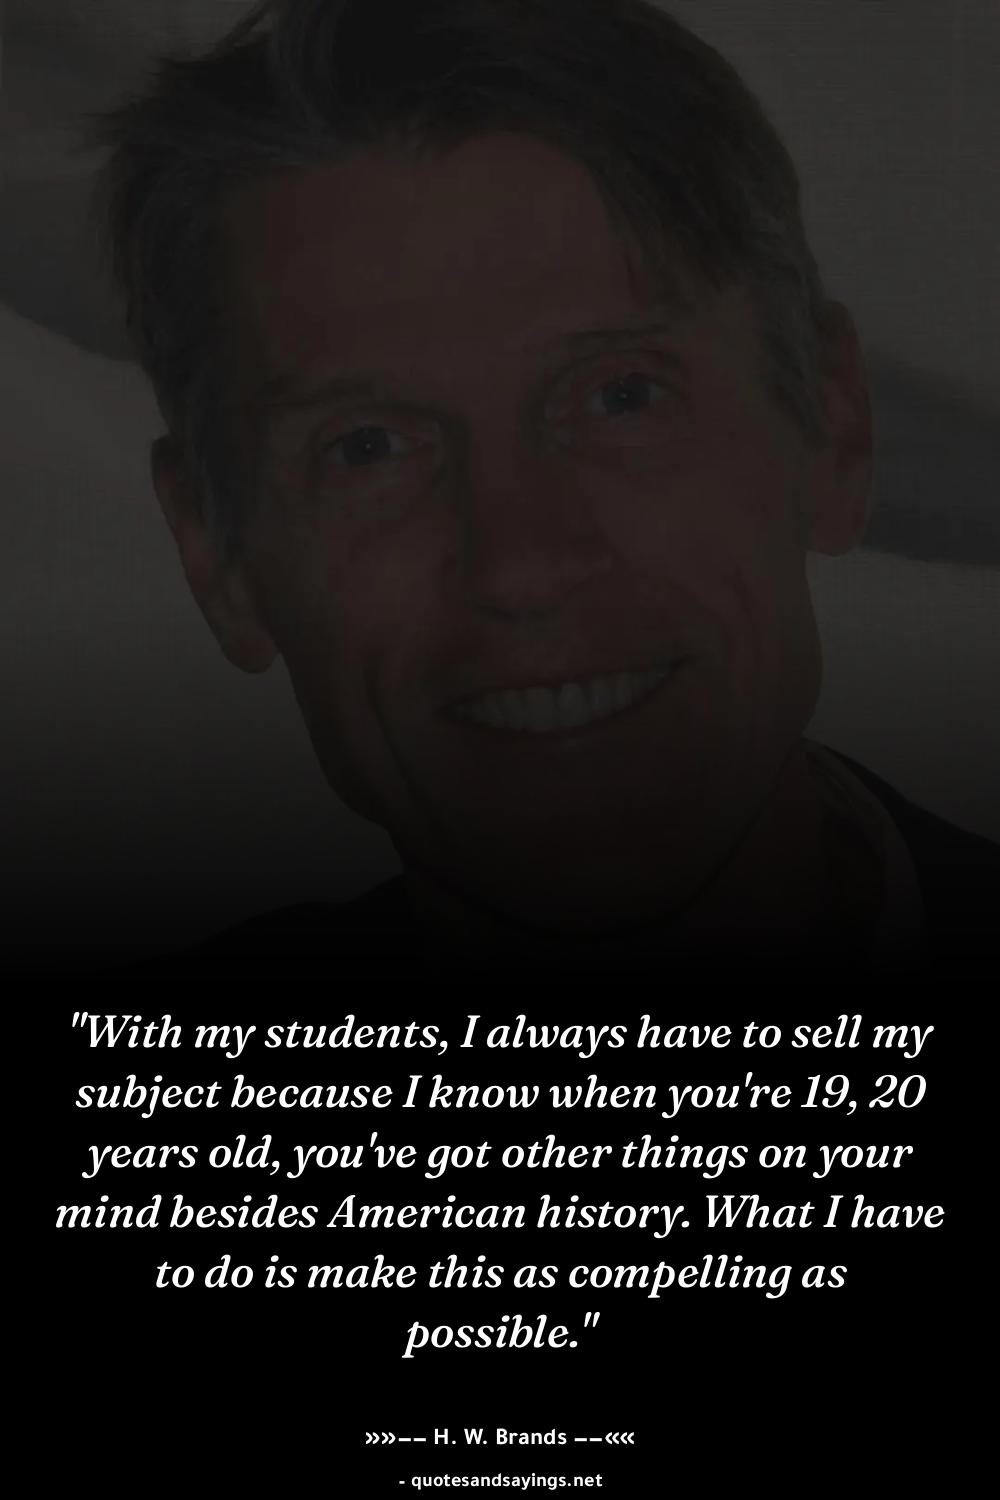 "With my students, I always have to sell my
subject because I know when you're 19, 20
years old, you've got other things on your
mind besides American history. What I have
to do is make this as compelling as
possible."
»»—— H. W. Brands ——««
- quotesandsayings.net